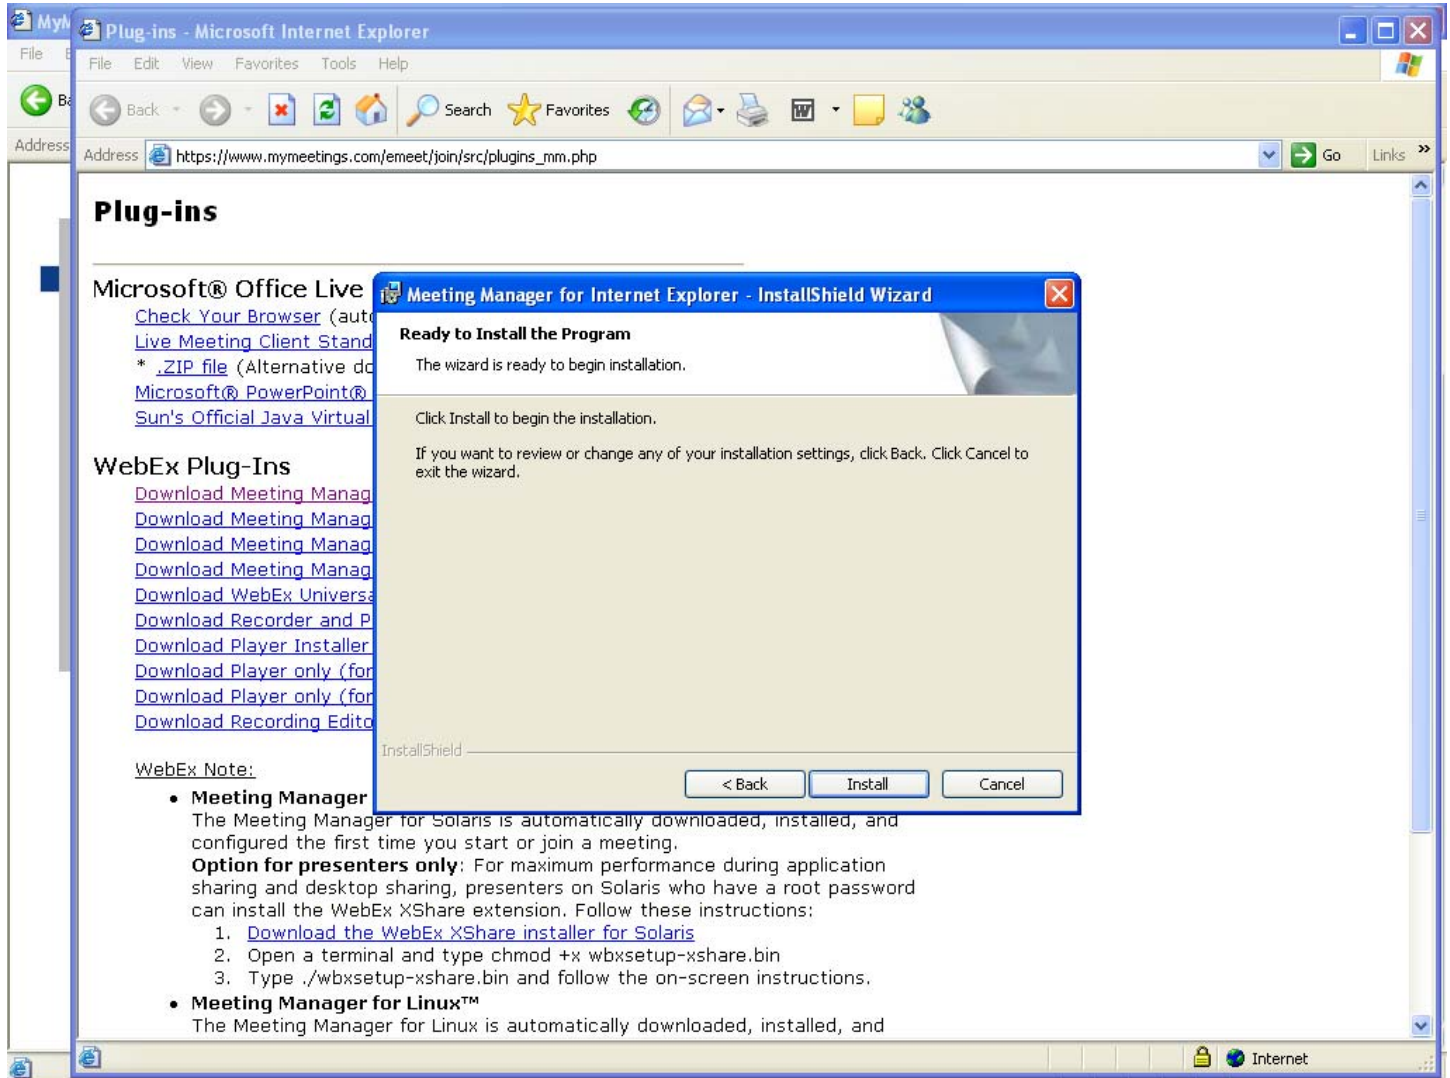 MyM
Plug-ins - Microsoft Internet Explorer
File
File Edit View Favorites Tools Help
Back Search Favorites
Address
Address https://www.mymeetings.com/emeet/join/src/plugins_mm.php Go Links »
Plug-ins
Microsoft® Office Live
Check Your Browser (auto
Live Meeting Client Stand
* .ZIP file (Alternative do
Microsoft® PowerPoint®
Sun's Official Java Virtual
WebEx Plug-Ins
Download Meeting Manag
Download Meeting Manag
Download Meeting Manag
Download Meeting Manag
Download WebEx Universa
Download Recorder and P
Download Player Installer
Download Player only (for
Download Player only (for
Download Recording Edito
WebEx Note:
• Meeting Manager
The Meeting Manager for Solaris is automatically downloaded, installed, and
configured the first time you start or join a meeting.
Option for presenters only: For maximum performance during application
sharing and desktop sharing, presenters on Solaris who have a root password
can install the WebEx XShare extension. Follow these instructions:
1. Download the WebEx XShare installer for Solaris
2. Open a terminal and type chmod +x wbxsetup-xshare.bin
3. Type ./wbxsetup-xshare.bin and follow the on-screen instructions.
• Meeting Manager for Linux™
The Meeting Manager for Linux is automatically downloaded, installed, and
Meeting Manager for Internet Explorer - InstallShield Wizard
Ready to Install the Program
The wizard is ready to begin installation.
Click Install to begin the installation.
If you want to review or change any of your installation settings, click Back. Click Cancel to
exit the wizard.
InstallShield
< Back Install Cancel
Internet